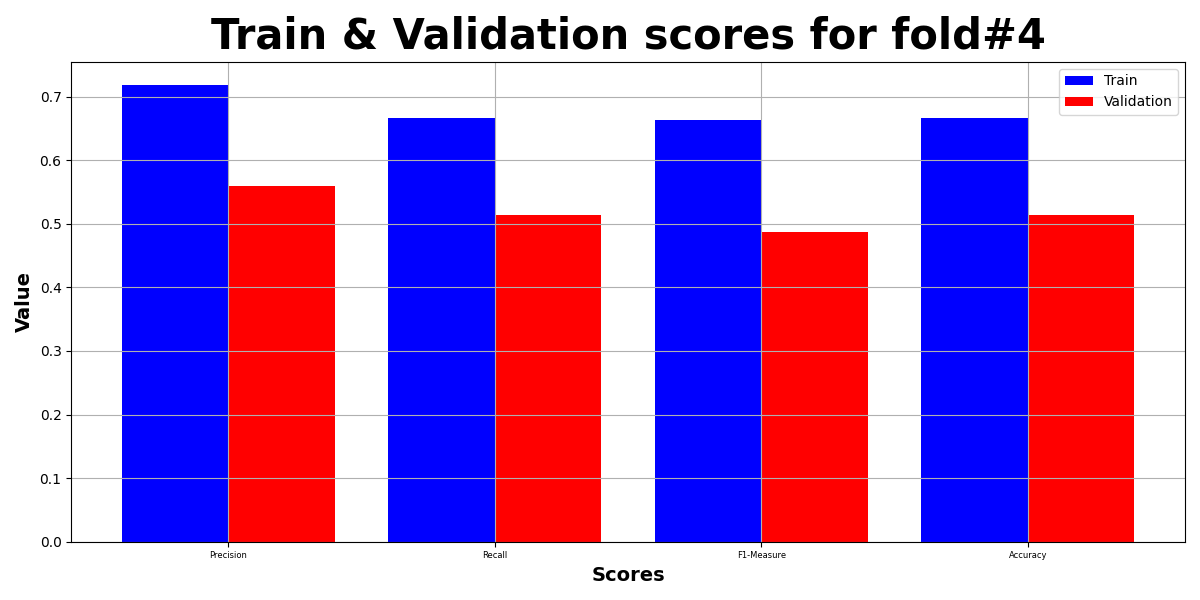 Train & Validation scores for fold#4
Train
Validation
Value
0.7
0.6
0.5
0.4
0.3
0.2
0.1
0.0
Precision Recall F1-Measure Accuracy
Scores